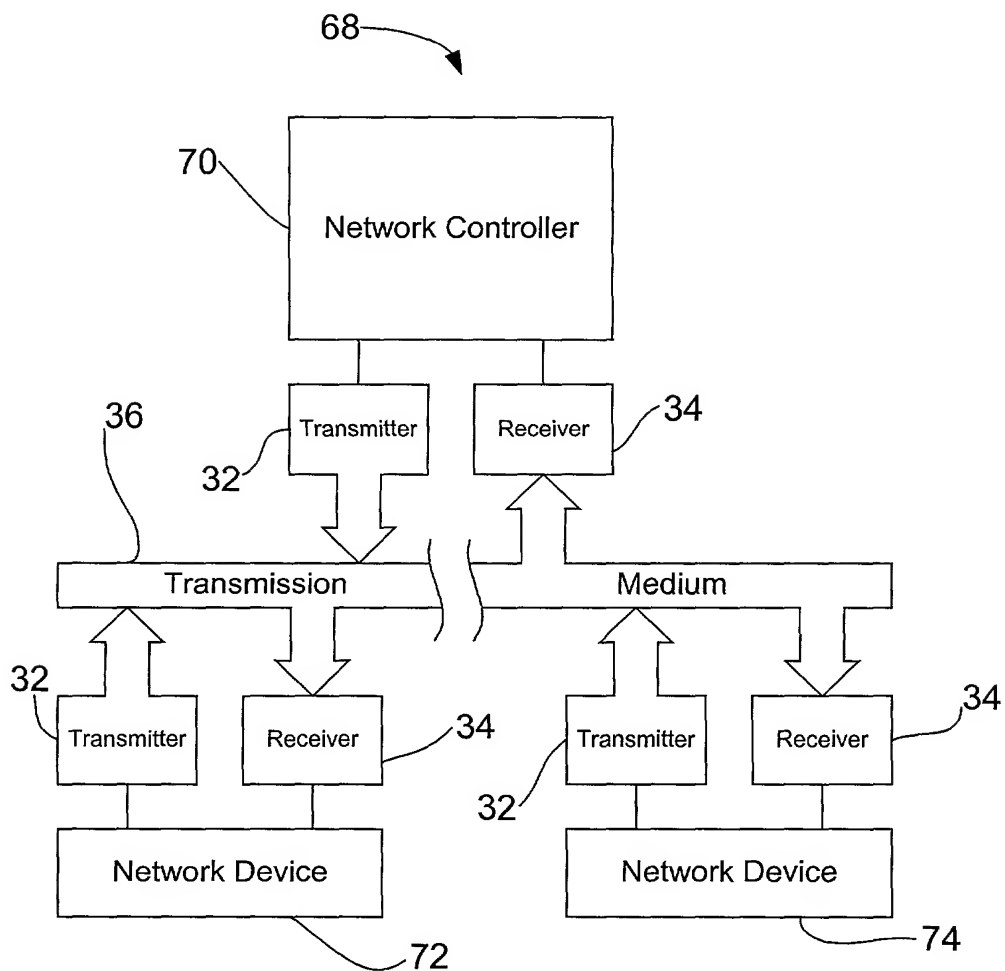 68
70
Network Controller
36
32
Transmitter
Receiver
34
Transmission Medium
32
Transmitter
Receiver
34
32
Transmitter
Receiver
34
Network Device
Network Device
72
74